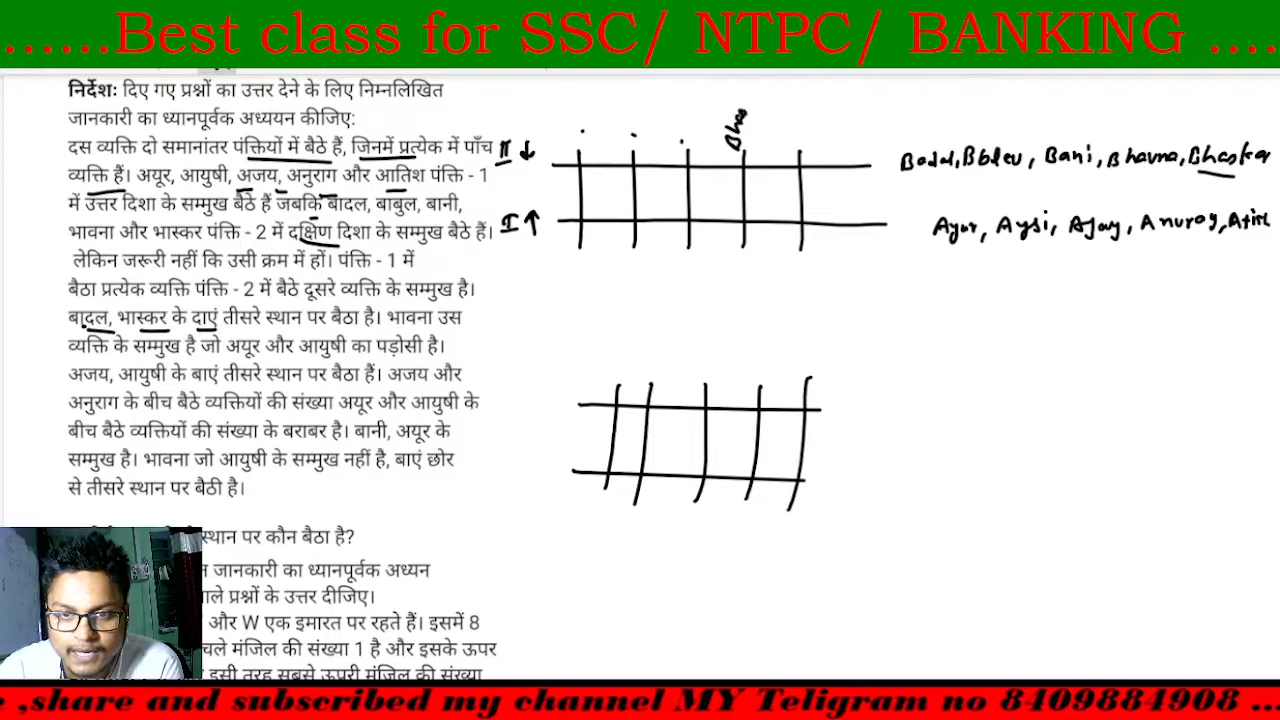 ......Best class for SSC/ NTPC/ BANKING ....
निर्देशः दिए गए प्रश्नों का उत्तर देने के लिए निम्नलिखित
जानकारी का ध्यानपूर्वक अध्ययन कीजिए:
दस व्यक्ति दो समानांतर पंक्तियों में बैठे हैं, जिनमें प्रत्येक में पाँच
व्यक्ति हैं। अयूर, आयुषी, अजय, अनुराग और आतिश पंक्ति - 1
में उत्तर दिशा के सम्मुख बैठे हैं जबकि बादल, बाबुल, बानी,
भावना और भास्कर पंक्ति - 2 में दक्षिण दिशा के सम्मुख बैठे हैं।
लेकिन जरूरी नहीं कि उसी क्रम में हों। पंक्ति - 1 में
बैठा प्रत्येक व्यक्ति पंक्ति - 2 में बैठे दूसरे व्यक्ति के सम्मुख है।
बादल, भास्कर के दाएं तीसरे स्थान पर बैठा है। भावना उस
व्यक्ति के सम्मुख है जो अयूर और आयुषी का पड़ोसी है।
अजय, आयुषी के बाएं तीसरे स्थान पर बैठा हैं। अजय और
अनुराग के बीच बैठे व्यक्तियों की संख्या अयूर और आयुषी के
बीच बैठे व्यक्तियों की संख्या के बराबर है। बानी, अयूर के
सम्मुख है। भावना जो आयुषी के सम्मुख नहीं है, बाएं छोर
से तीसरे स्थान पर बैठी है।
स्थान पर कौन बैठा है?
जानकारी का ध्यानपूर्वक अध्यन
प्रश्नों के उत्तर दीजिए।
और W एक इमारत पर रहते हैं। इसमें 8
मंजिल की संख्या 1 है और इसके ऊपर
इसी तरह सबसे ऊपरी मंजिल की संख्या
II ↓
Bhas
Badal, Bani, Bhavna, Bhaskar
I ↑
Ayur, Aysi, Ajay, Anurag, Atish
,share and subscribed my channel MY Teligram no 8409884908 ...